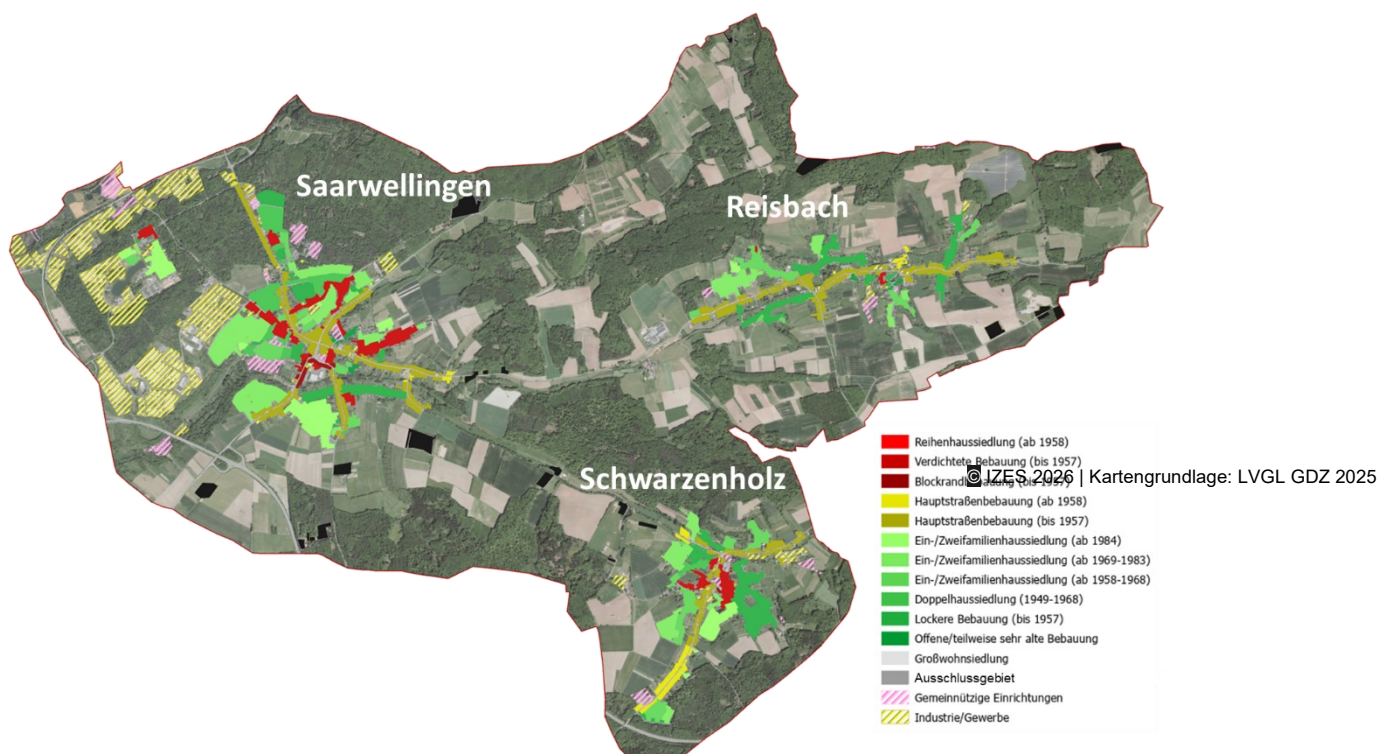 Saarwellingen
Reisbach
Schwarzenholz
Reihenhaussiedlung (ab 1958)
Verdichtete Bebauung (bis 1957)
© IZES 2026 | Kartengrundlage: LVGL GDZ 2025
Hauptstraßenbebauung (ab 1958)
Hauptstraßenbebauung (bis 1957)
Ein-/Zweifamilienhaussiedlung (ab 1984)
Ein-/Zweifamilienhaussiedlung (ab 1969-1983)
Ein-/Zweifamilienhaussiedlung (ab 1958-1968)
Doppelhaussiedlung (1949-1968)
Lockere Bebauung (bis 1957)
Offene/teilweise sehr alte Bebauung
Großwohnsiedlung
Ausschlussgebiet
Gemeinnützige Einrichtungen
Industrie/Gewerbe